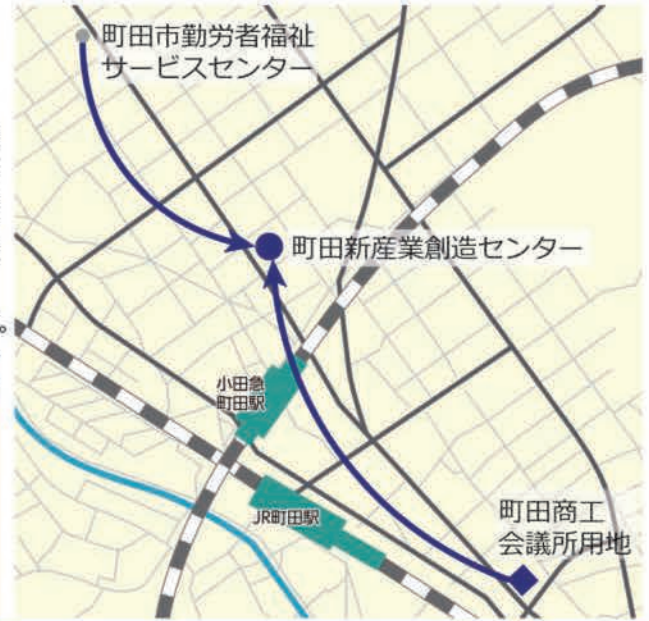 町田市勤労者福祉
サービスセンター
町田新産業創造センター
小田急
町田駅
JR町田駅
町田商工
会議所用地